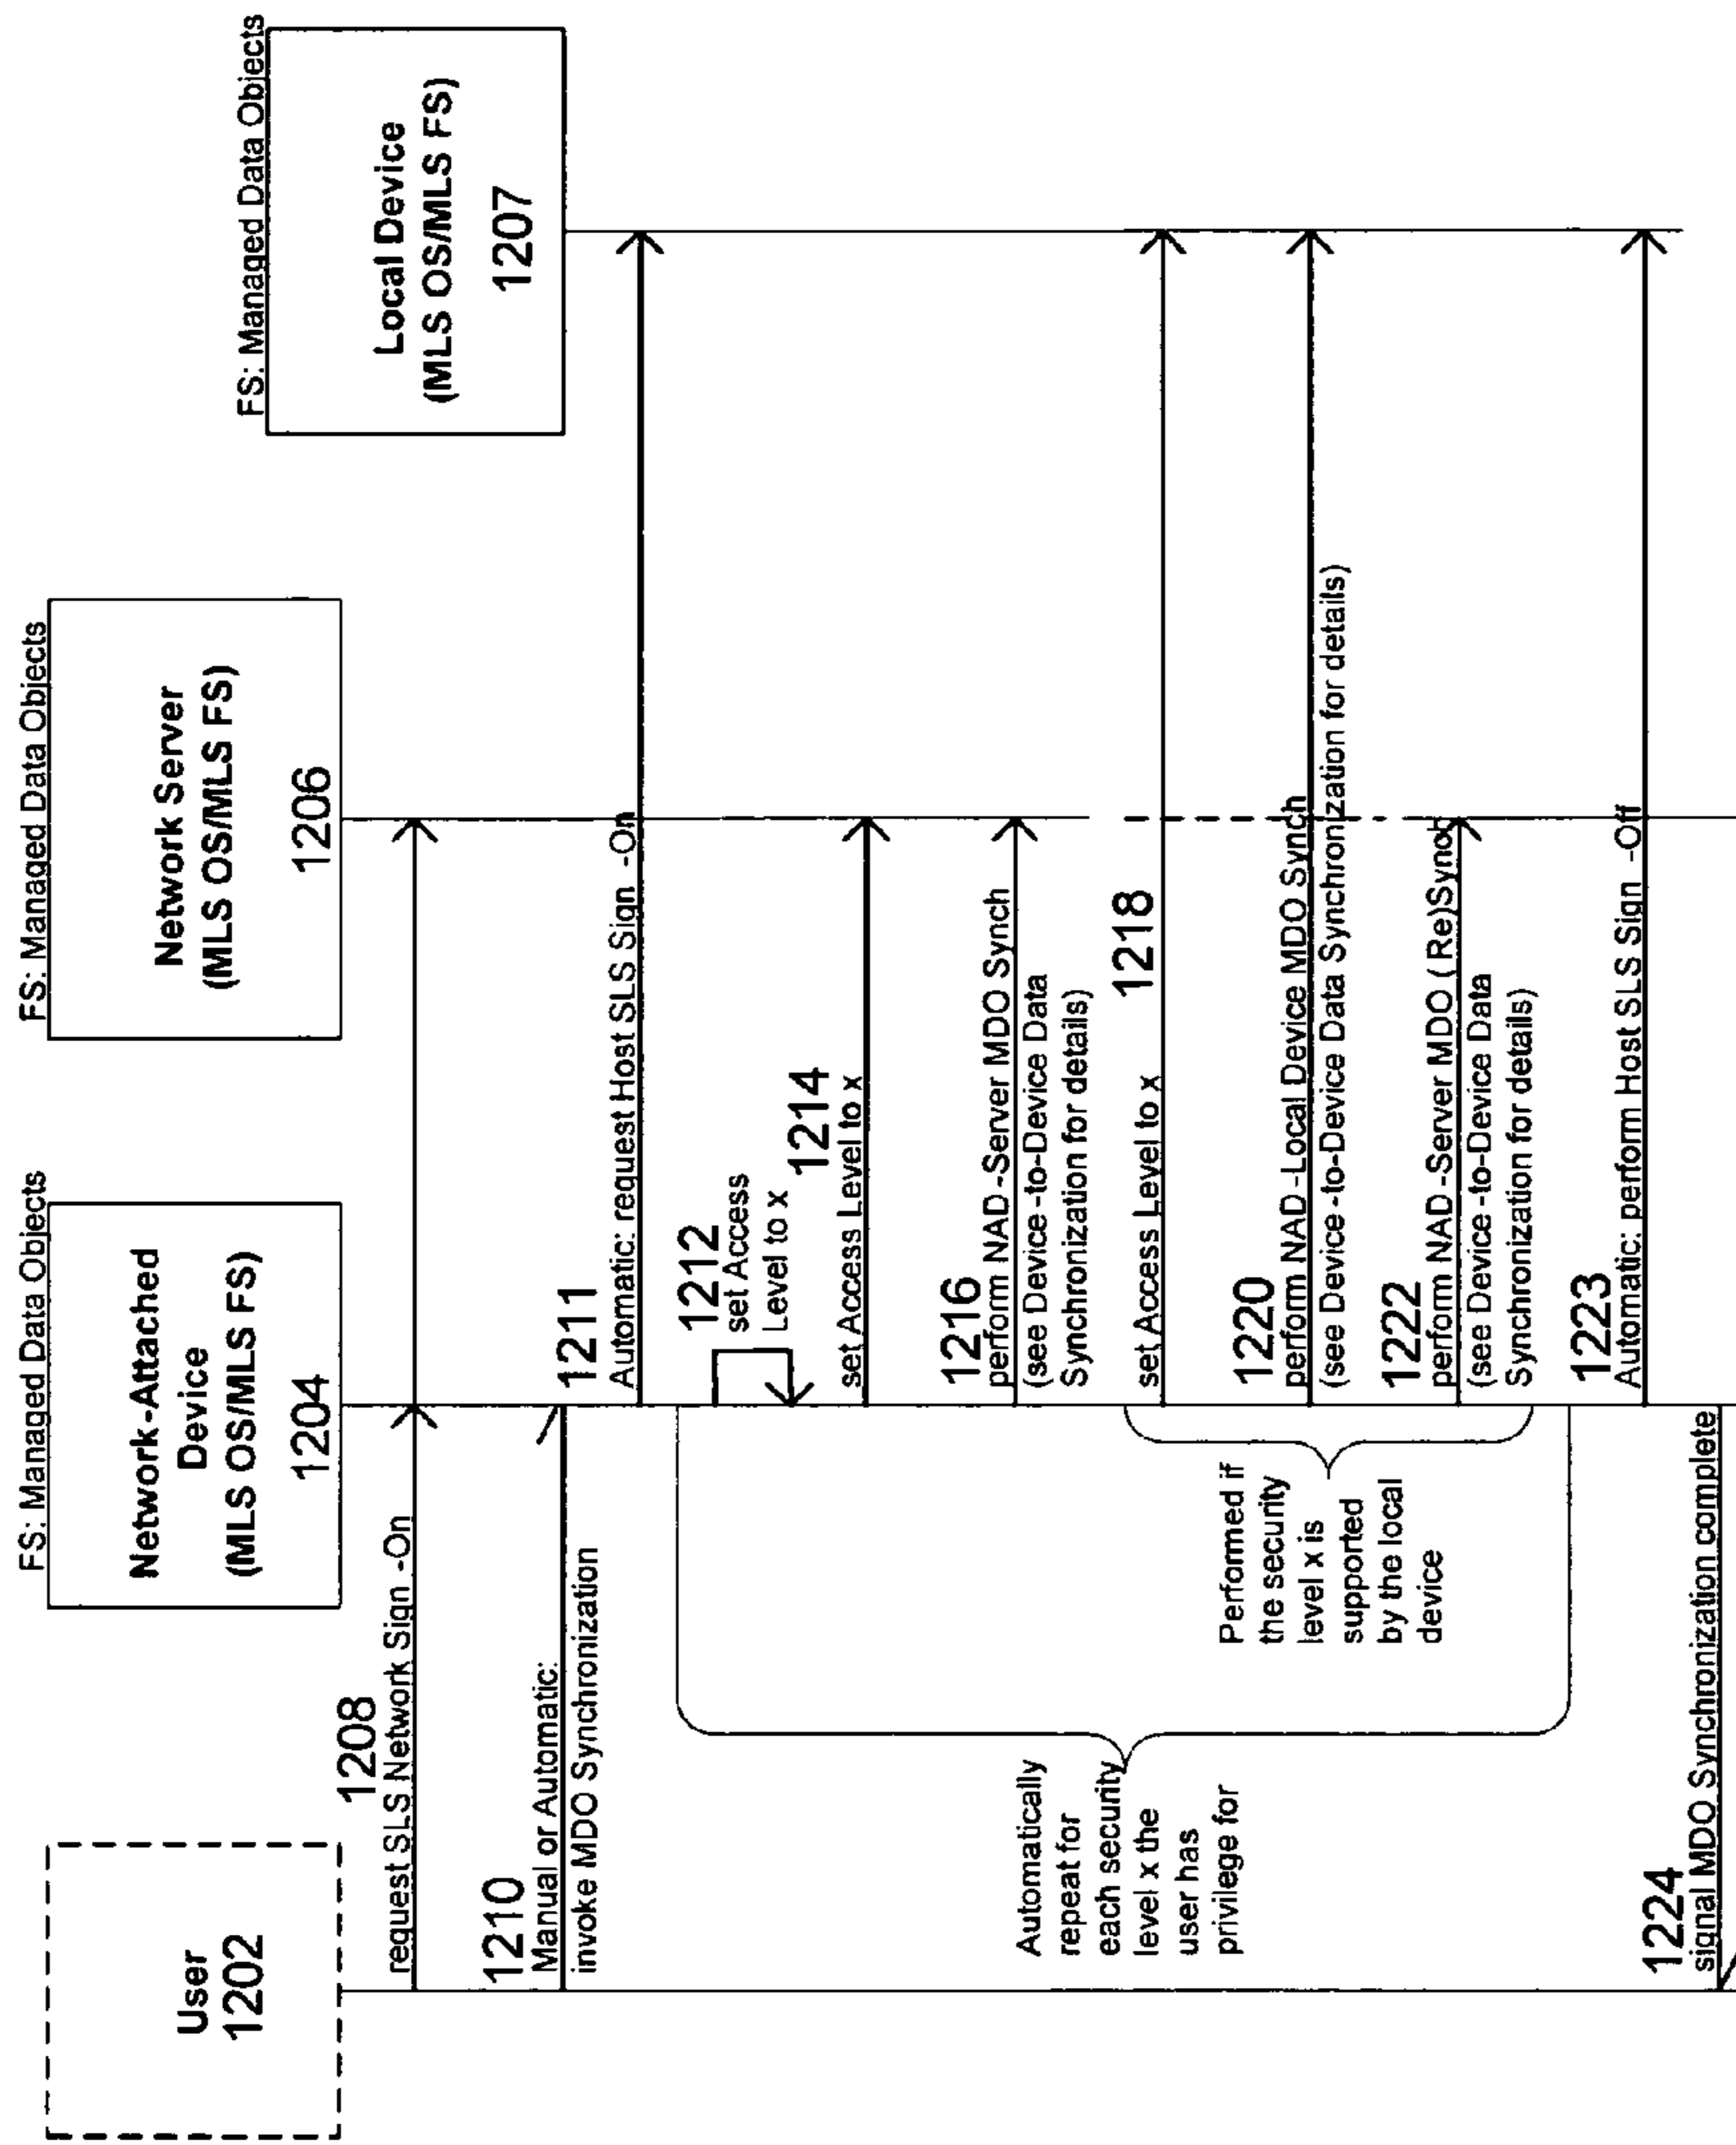 User
1202
FS: Managed Data Objects
Network-Attached
Device
(MLS OS/MLS FS)
1204
FS: Managed Data Objects
Network Server
(MLS OS/MLS FS)
1206
FS: Managed Data Objects
Local Device
(MLS OS/MLS FS)
1207
1208
request SLS Network Sign -On
1210
Manual or Automatic:
invoke MDO Synchronization
1211
Automatic: request Host SLS Sign -On
1212
set Access
Level to x
1214
set Access Level to x
1216
perform NAD -Server MDO Synch
(see Device -to-Device Data
Synchronization for details)
1218
set Access Level to x
1220
perform NAD -Local Device MDO Synch
(see Device -to-Device Data Synchronization for details)
1222
perform NAD -Server MDO ( Re)Synch
(see Device -to-Device Data
Synchronization for details)
1223
Automatic: perform Host SLS Sign -Off
Automatically
repeat for
each security
level x the
user has
privilege for
Performed if
the security
level x is
supported
by the local
device
1224
signal MDO Synchronization complete